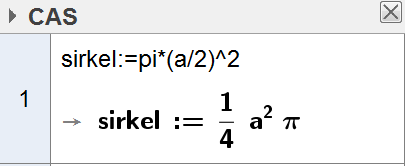 CAS
1
sirkel:=pi*(a/2)^2
→ sirkel := 1/4 a² π